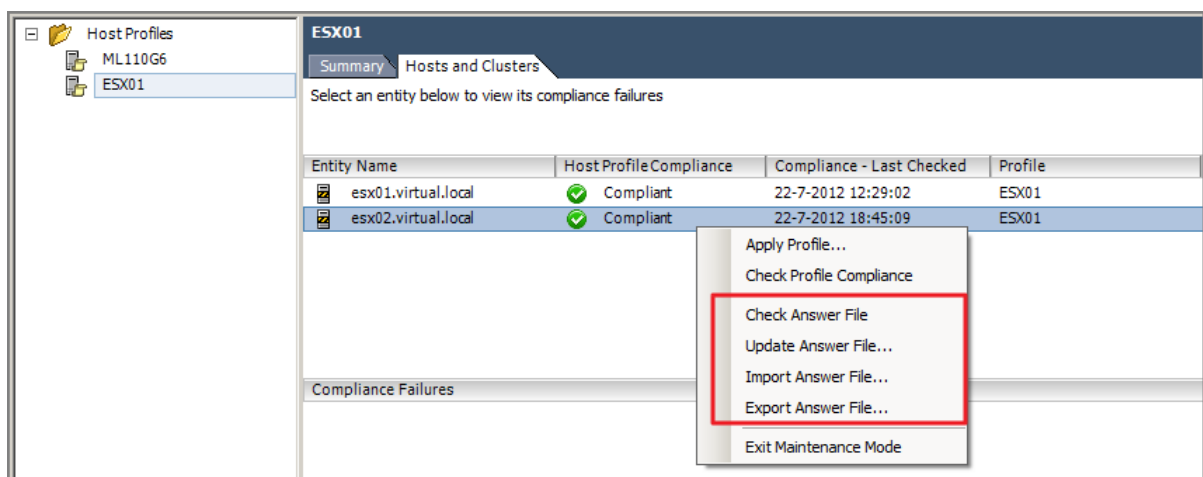 Host Profiles
ML110G6
ESX01
ESX01
Summary Hosts and Clusters
Select an entity below to view its compliance failures
Entity Name Host Profile Compliance Compliance - Last Checked Profile
esx01.virtual.local Compliant 22-7-2012 12:29:02 ESX01
esx02.virtual.local Compliant 22-7-2012 18:45:09 ESX01
Apply Profile...
Check Profile Compliance
Check Answer File
Update Answer File...
Import Answer File...
Export Answer File...
Exit Maintenance Mode
Compliance Failures